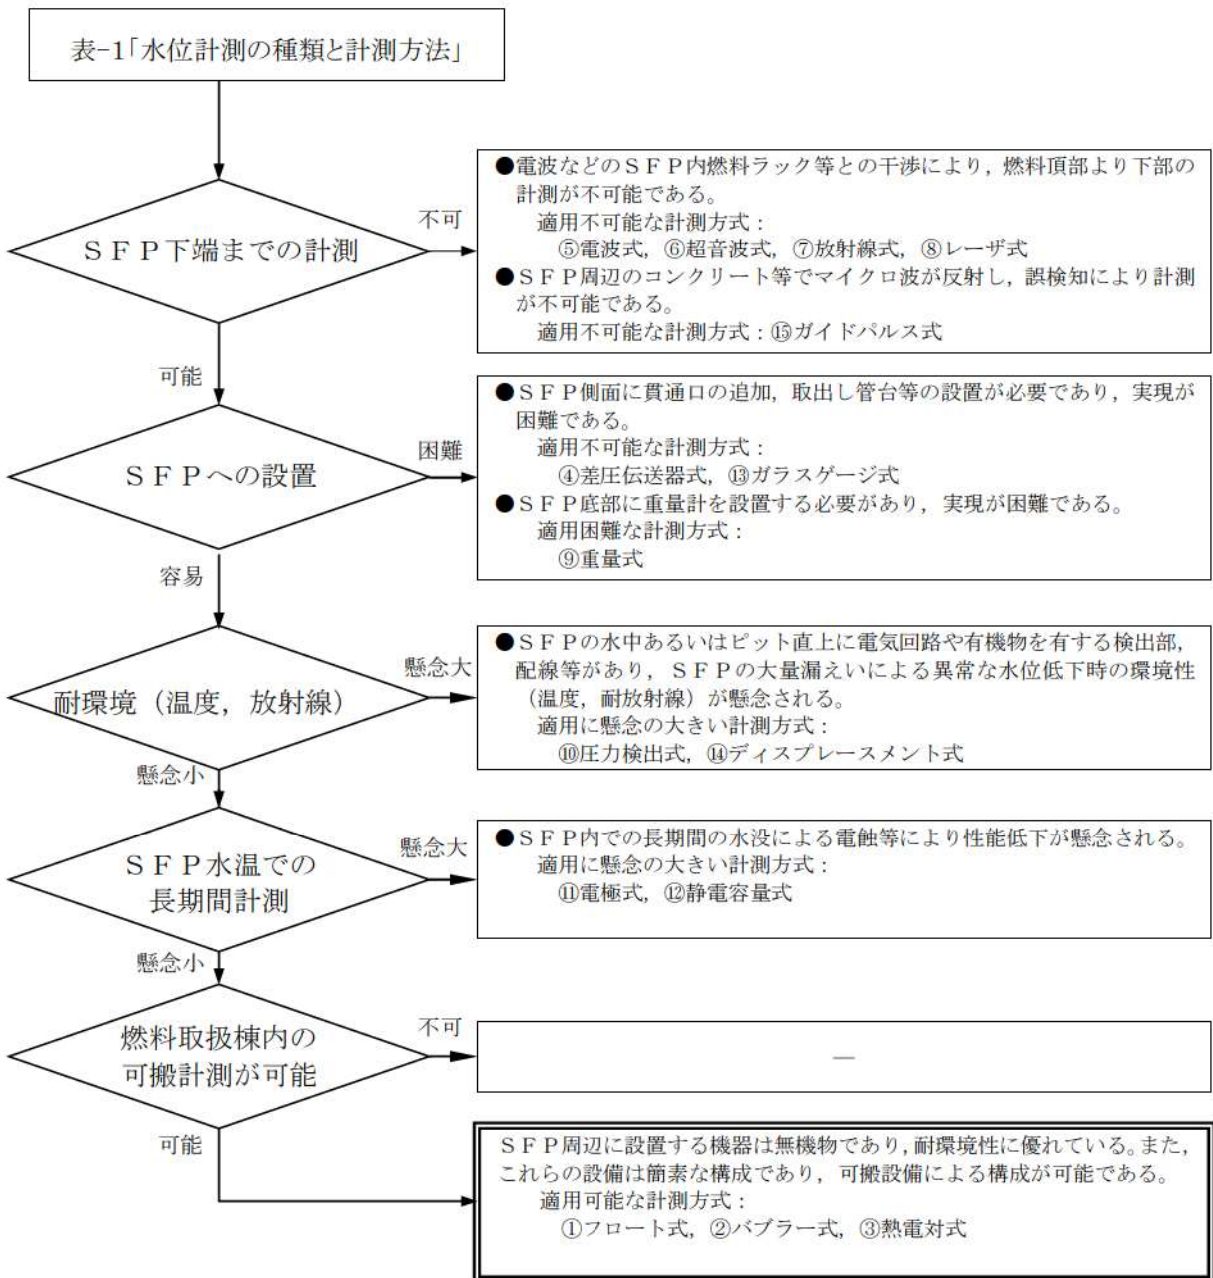 表-1「水位計測の種類と計測方法」
SFP下端までの計測
不可
●電波などのSFP内燃料ラック等との干渉により，燃料頂部より下部の
計測が不可能である。
適用不可能な計測方式：
⑤電波式，⑥超音波式，⑦放射線式，⑧レーザ式
●SFP周辺のコンクリート等でマイクロ波が反射し，誤検知により計測
が不可能である。
適用不可能な計測方式：⑮ガイドパルス式
可能
SFPへの設置
困難
●SFP側面に貫通口の追加，取出し管台等の設置が必要であり，実現が
困難である。
適用不可能な計測方式：
④差圧伝送器式，⑬ガラスゲージ式
●SFP底部に重量計を設置する必要があり，実現が困難である。
適用困難な計測方式：
⑨重量式
容易
耐環境（温度，放射線）
懸念大
●SFPの水中あるいはピット直上に電気回路や有機物を有する検出部，
配線等があり，SFPの大量漏えいによる異常な水位低下時の環境性
（温度，耐放射線）が懸念される。
適用に懸念の大きい計測方式：
⑩圧力検出式，⑭ディスプレースメント式
懸念小
SFP水温での
長期間計測
懸念大
●SFP内での長期間の水没による電蝕等により性能低下が懸念される。
適用に懸念の大きい計測方式：
⑪電極式，⑫静電容量式
懸念小
燃料取扱棟内の
可搬計測が可能
不可
―
可能
SFP周辺に設置する機器は無機物であり，耐環境性に優れている。また，
これらの設備は簡素な構成であり，可搬設備による構成が可能である。
適用可能な計測方式：
①フロート式，②バブラー式，③熱電対式